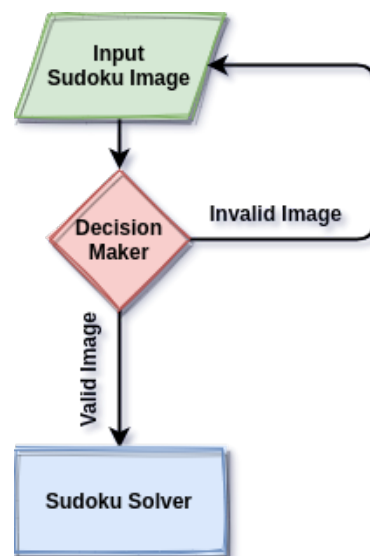 Input
Sudoku Image
Decision
Maker
Invalid Image
Valid Image
Sudoku Solver